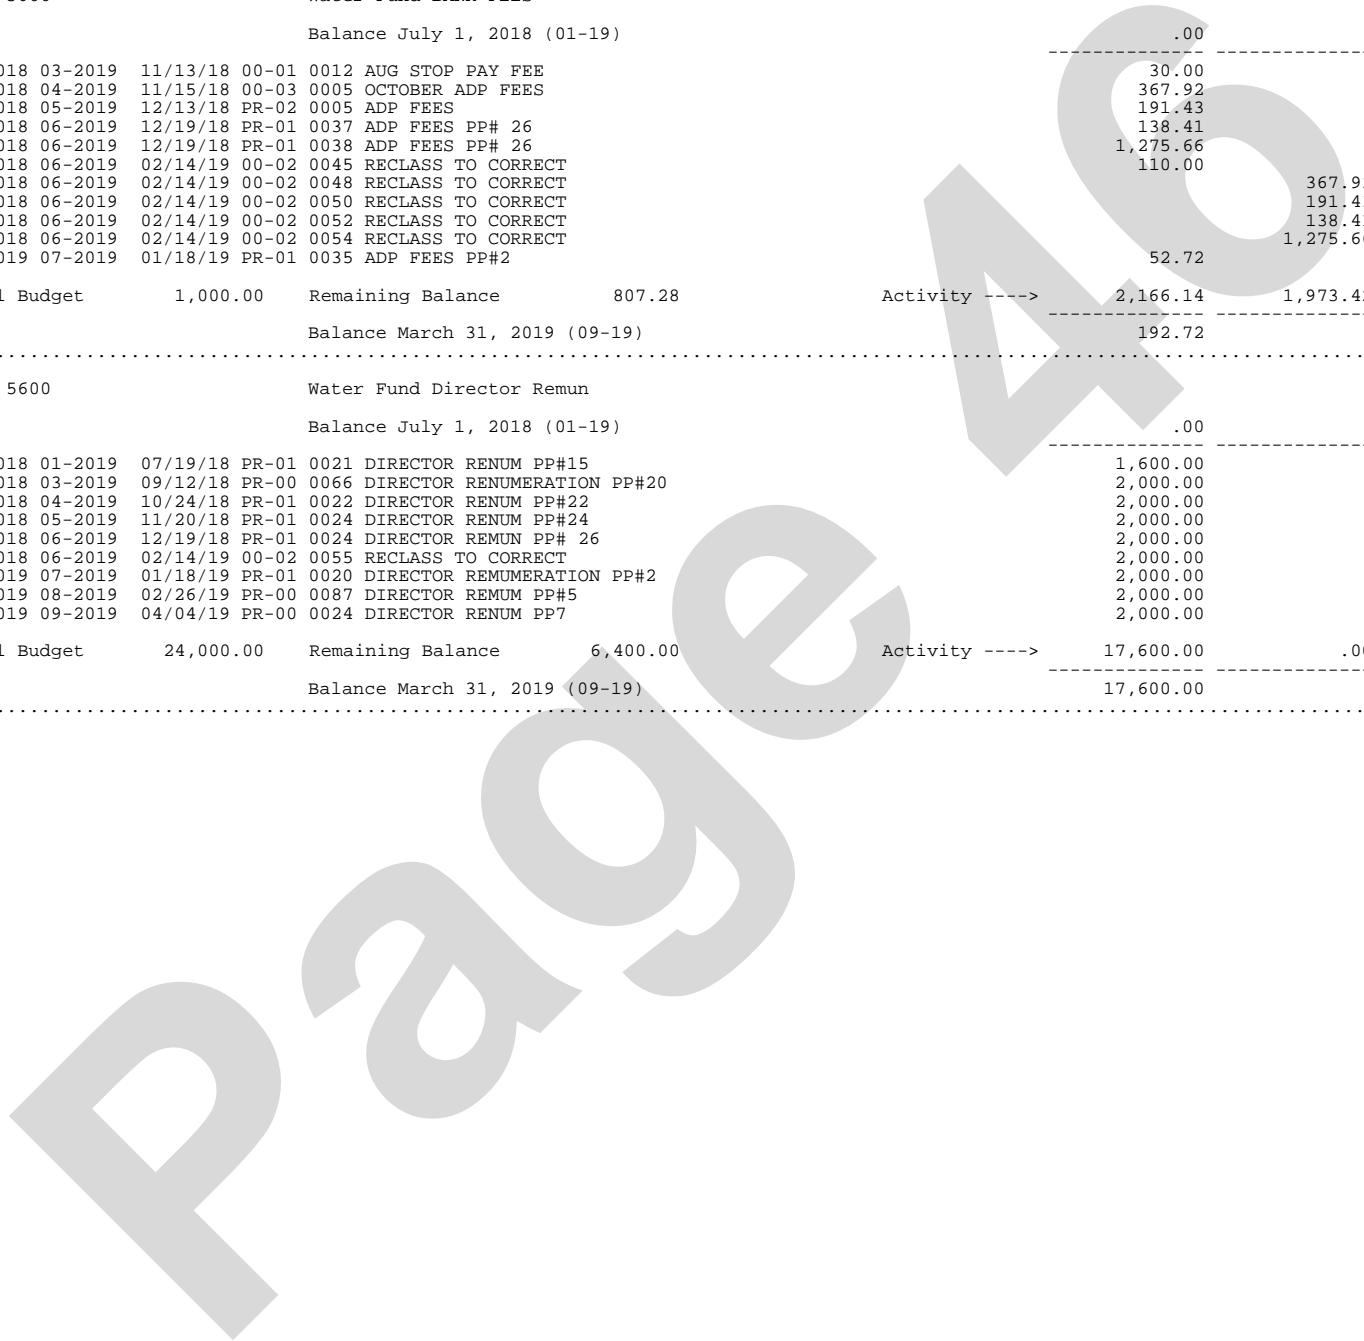 Balance July 1, 2018 (01-19) .00
-------------- --------------
018 03-2019 11/13/18 00-01 0012 AUG STOP PAY FEE 30.00
018 04-2019 11/15/18 00-03 0005 OCTOBER ADP FEES 367.92
018 05-2019 12/13/18 PR-02 0005 ADP FEES 191.43
018 06-2019 12/19/18 PR-01 0037 ADP FEES PP# 26 138.41
018 06-2019 12/19/18 PR-01 0038 ADP FEES PP# 26 1,275.66
018 06-2019 02/14/19 00-02 0045 RECLASS TO CORRECT 110.00
018 06-2019 02/14/19 00-02 0048 RECLASS TO CORRECT 367.92
018 06-2019 02/14/19 00-02 0050 RECLASS TO CORRECT 191.43
018 06-2019 02/14/19 00-02 0052 RECLASS TO CORRECT 138.41
018 06-2019 02/14/19 00-02 0054 RECLASS TO CORRECT 1,275.66
019 07-2019 01/18/19 PR-01 0035 ADP FEES PP#2 52.72
l Budget 1,000.00 Remaining Balance 807.28 Activity ----> 2,166.14 1,973.42
-------------- --------------
Balance March 31, 2019 (09-19) 192.72
5600 Water Fund Director Remun
Balance July 1, 2018 (01-19) .00
-------------- --------------
018 01-2019 07/19/18 PR-01 0021 DIRECTOR RENUM PP#15 1,600.00
018 03-2019 09/12/18 PR-00 0066 DIRECTOR RENUMERATION PP#20 2,000.00
018 04-2019 10/24/18 PR-01 0022 DIRECTOR RENUM PP#22 2,000.00
018 05-2019 11/20/18 PR-01 0024 DIRECTOR RENUM PP#24 2,000.00
018 06-2019 12/19/18 PR-01 0024 DIRECTOR REMUN PP# 26 2,000.00
018 06-2019 02/14/19 00-02 0055 RECLASS TO CORRECT 2,000.00
019 07-2019 01/18/19 PR-01 0020 DIRECTOR REMUMERATION PP#2 2,000.00
019 08-2019 02/26/19 PR-00 0087 DIRECTOR REMUM PP#5 2,000.00
019 09-2019 04/04/19 PR-00 0024 DIRECTOR RENUM PP7 2,000.00
l Budget 24,000.00 Remaining Balance 6,400.00 Activity ----> 17,600.00 .00
-------------- --------------
Balance March 31, 2019 (09-19) 17,600.00
Page 46